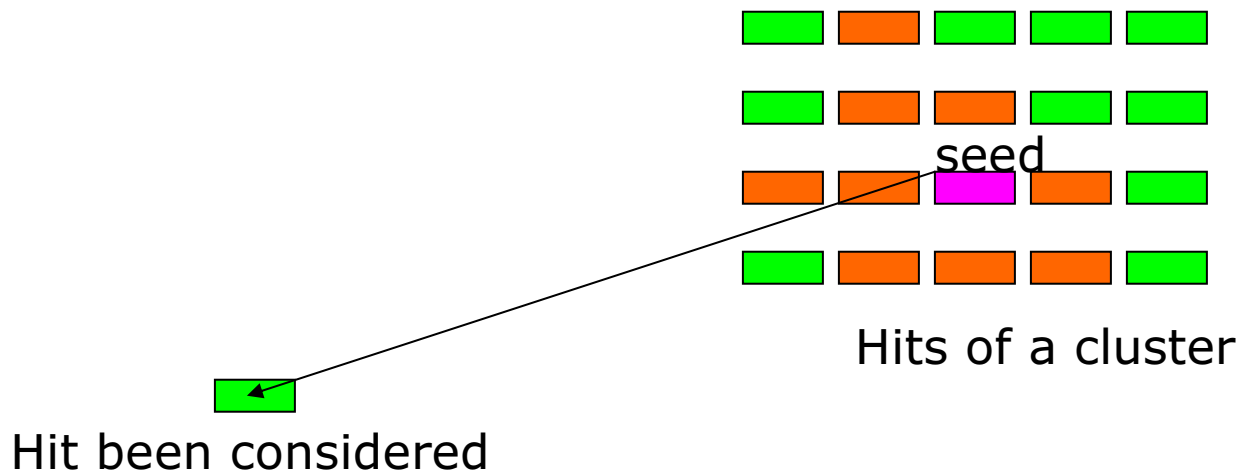 seed
Hits of a cluster
Hit been considered